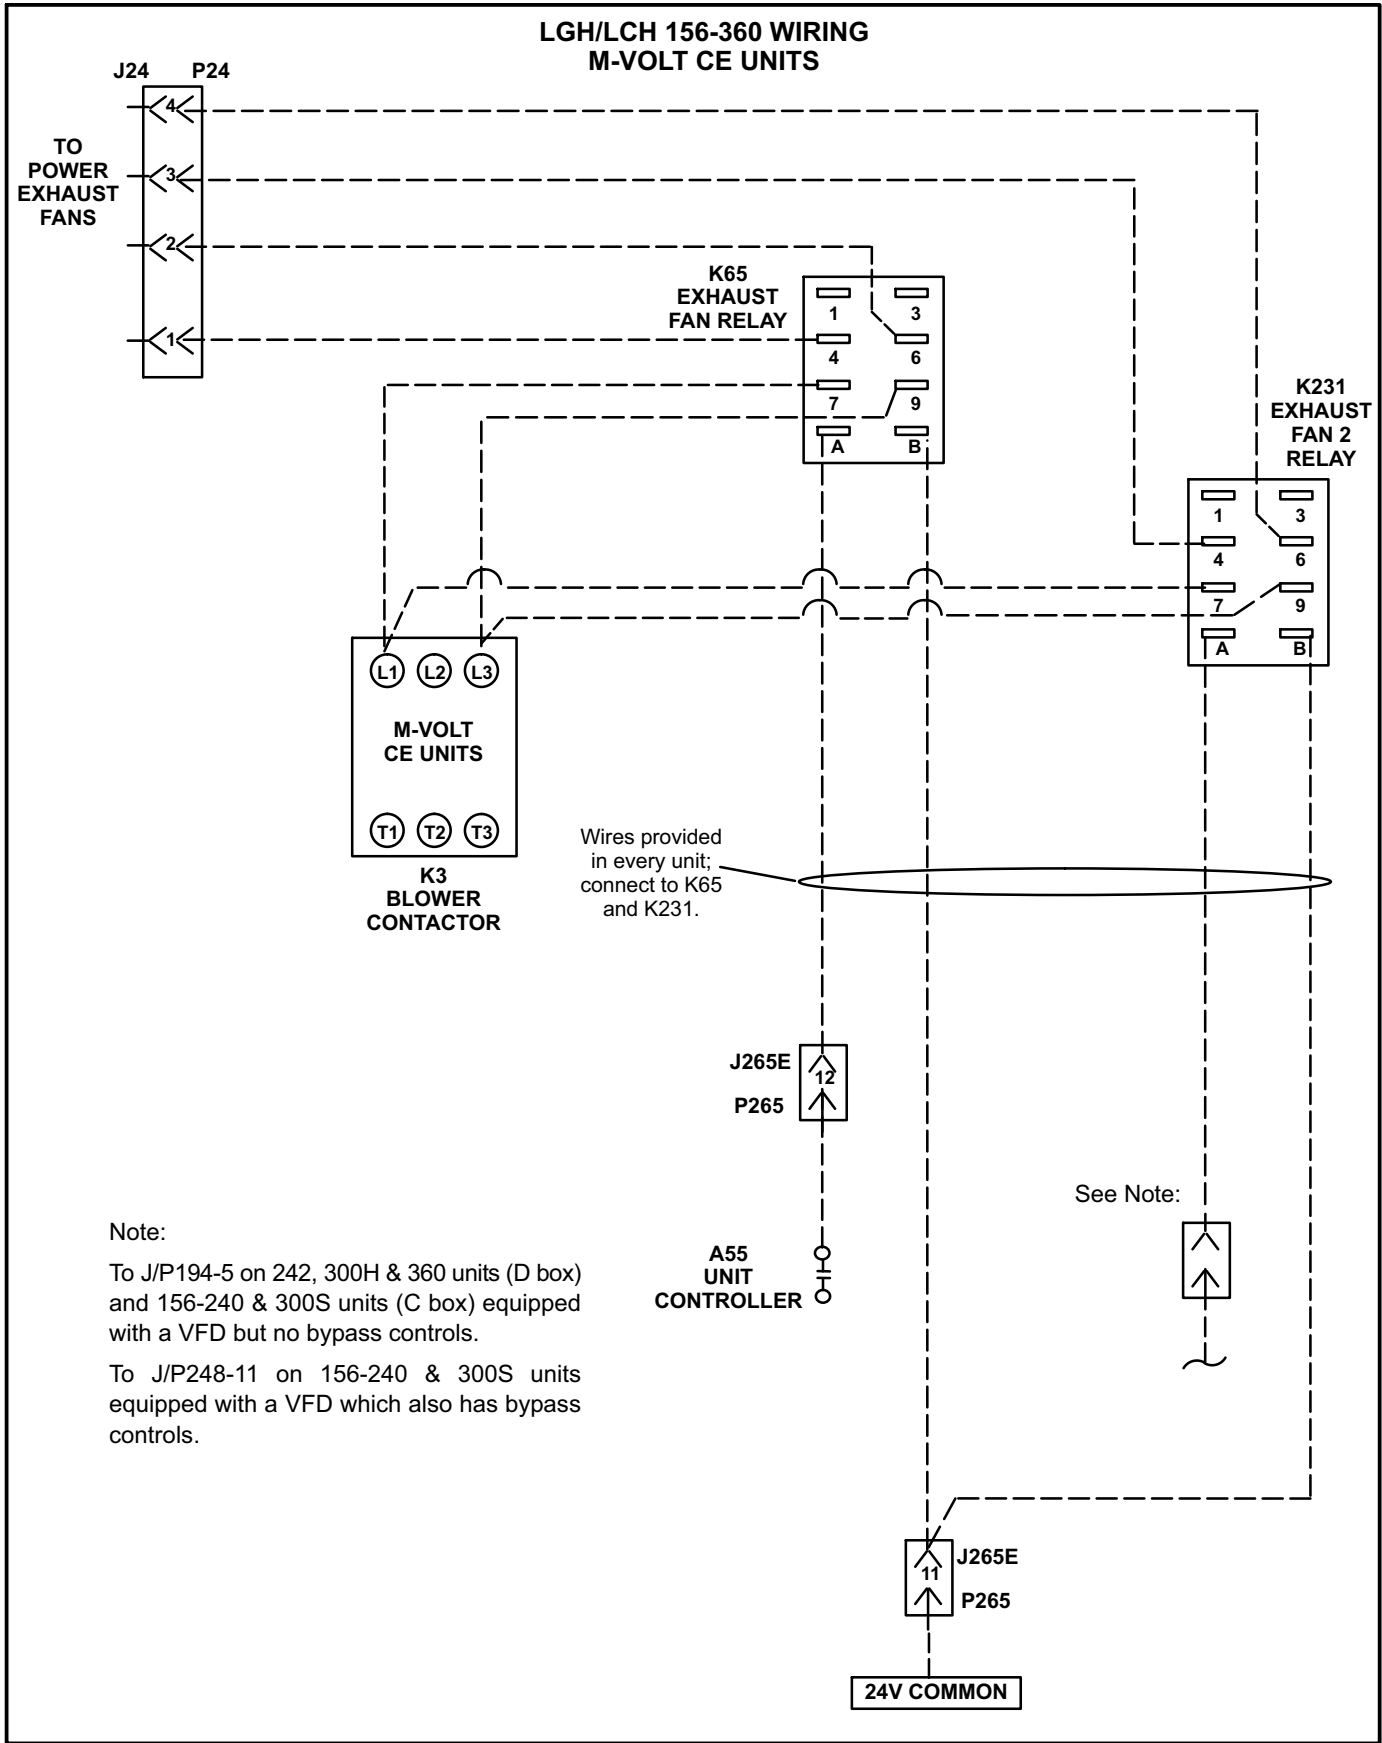 LGH/LCH 156-360 WIRING
M-VOLT CE UNITS
J24 P24
4
3
2
1
TO
POWER
EXHAUST
FANS
K65
EXHAUST
FAN RELAY
1 3
4 6
7 9
A B
K231
EXHAUST
FAN 2
RELAY
1 3
4 6
7 9
A B
L1 L2 L3
M-VOLT
CE UNITS
T1 T2 T3
K3
BLOWER
CONTACTOR
Wires provided
in every unit;
connect to K65
and K231.
J265E
12
P265
See Note:
A55
UNIT
CONTROLLER
Note:
To J/P194-5 on 242, 300H & 360 units (D box)
and 156-240 & 300S units (C box) equipped
with a VFD but no bypass controls.
To J/P248-11 on 156-240 & 300S units
equipped with a VFD which also has bypass
controls.
J265E
11
P265
24V COMMON